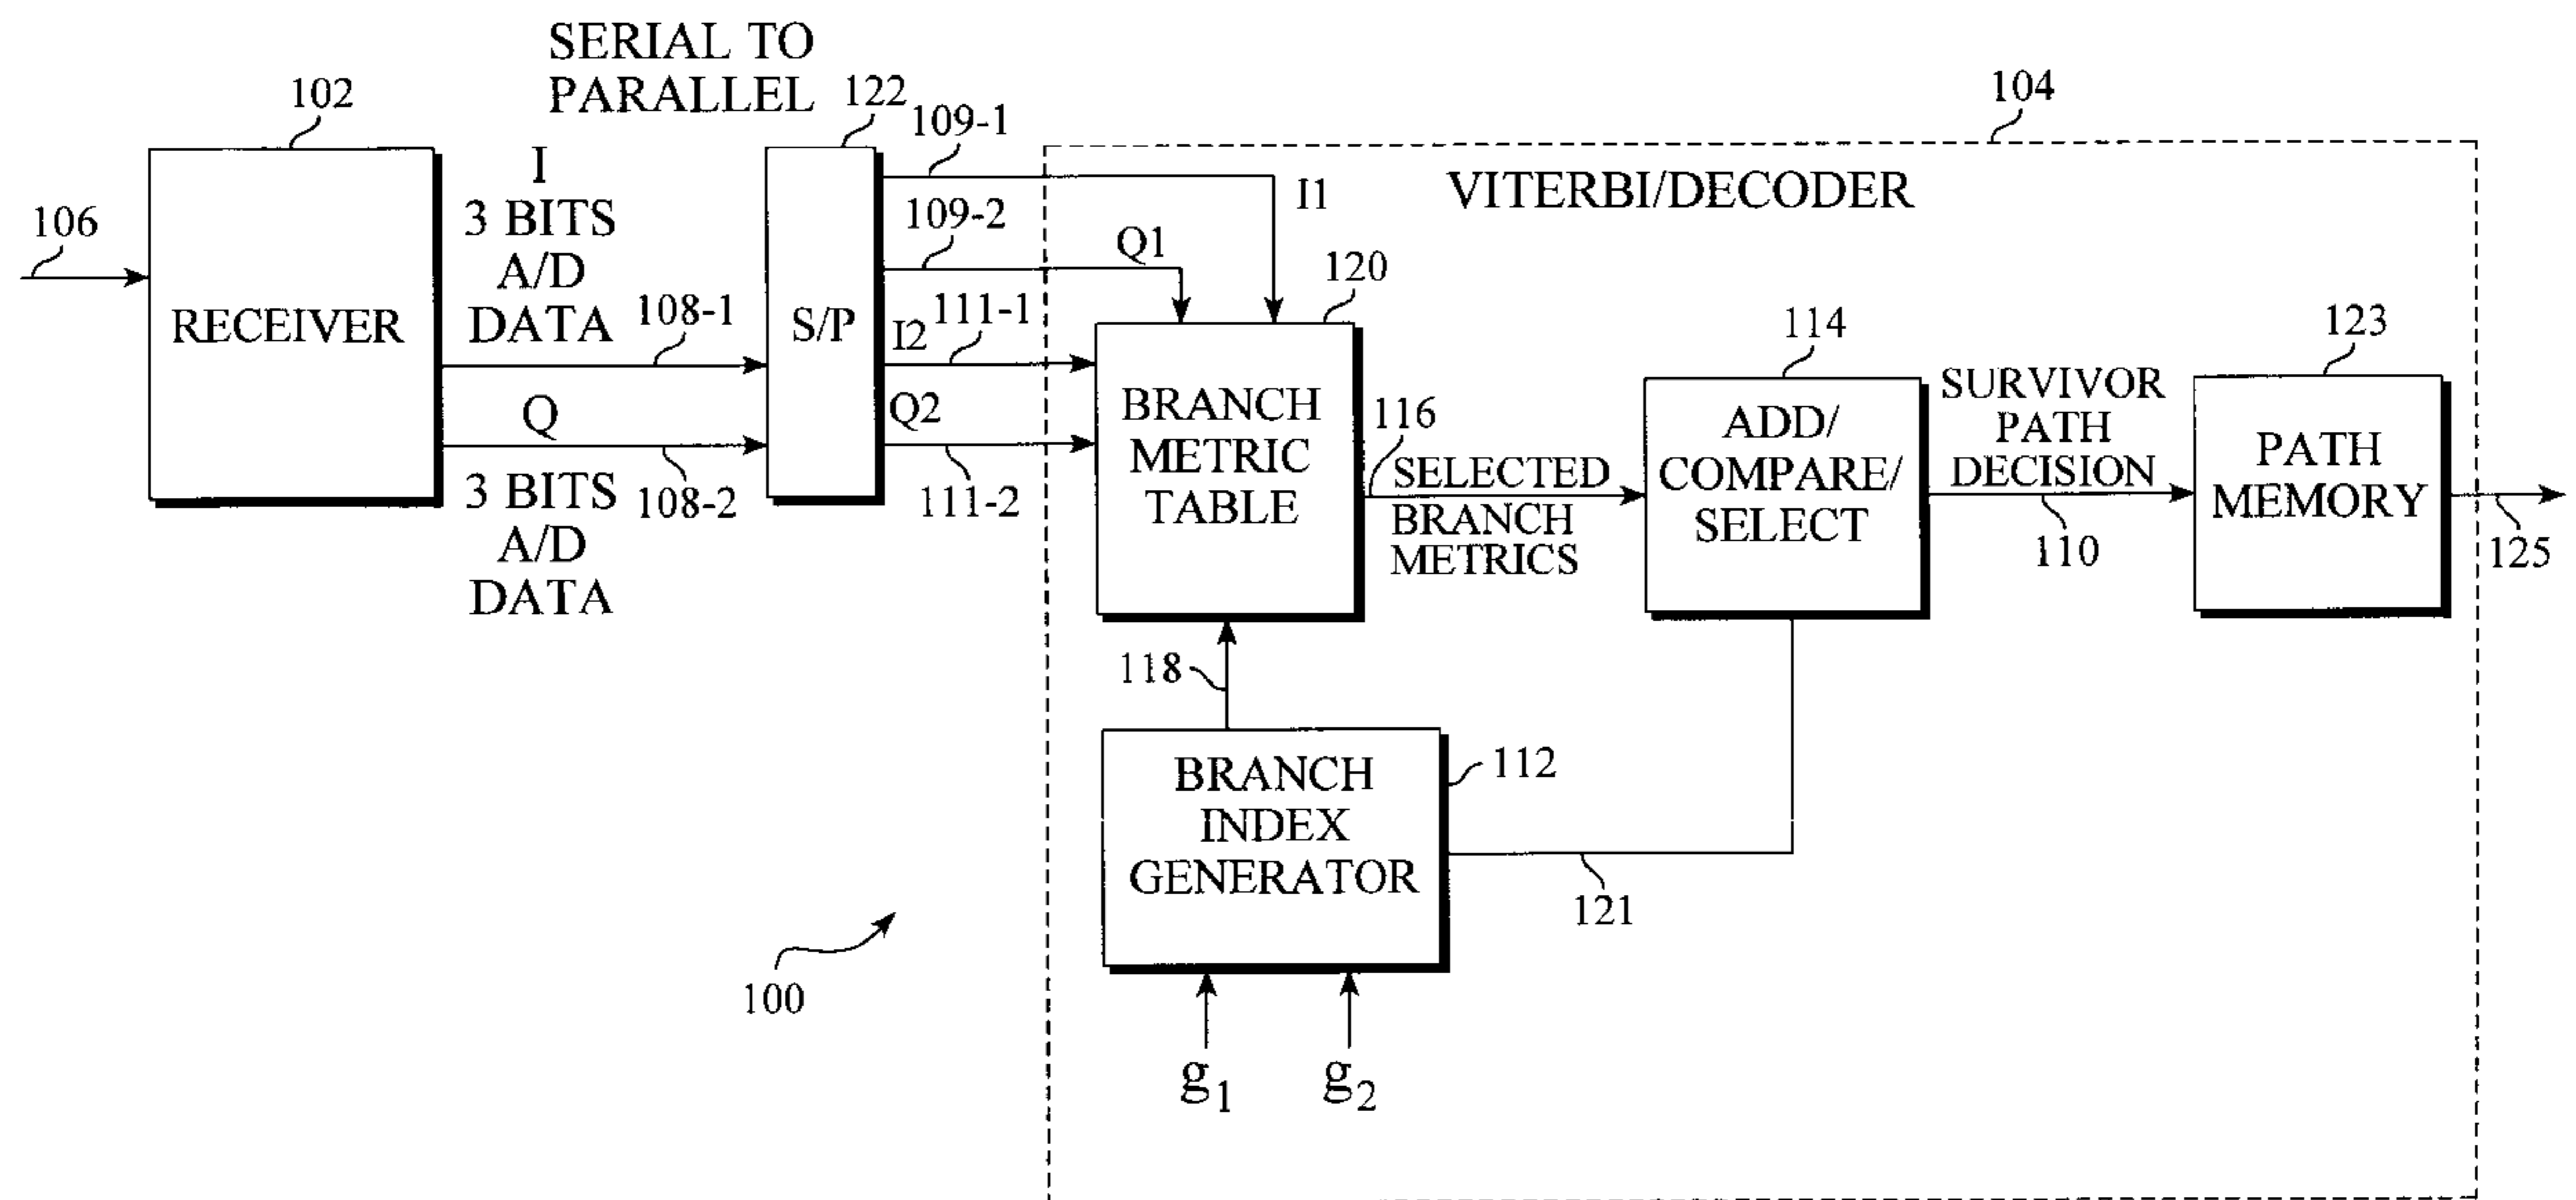 SERIAL TO
PARALLEL
102
122
109-1
104
I
3 BITS
A/D
DATA
106
RECEIVER
108-1
Q
3 BITS
A/D
DATA
108-2
S/P
109-2
I1
Q1
I2
111-1
Q2
111-2
VITERBI/DECODER
120
BRANCH
METRIC
TABLE
116
SELECTED
BRANCH
METRICS
114
ADD/
COMPARE/
SELECT
SURVIVOR
PATH
DECISION
110
123
PATH
MEMORY
125
118
BRANCH
INDEX
GENERATOR
112
121
100
g1
g2